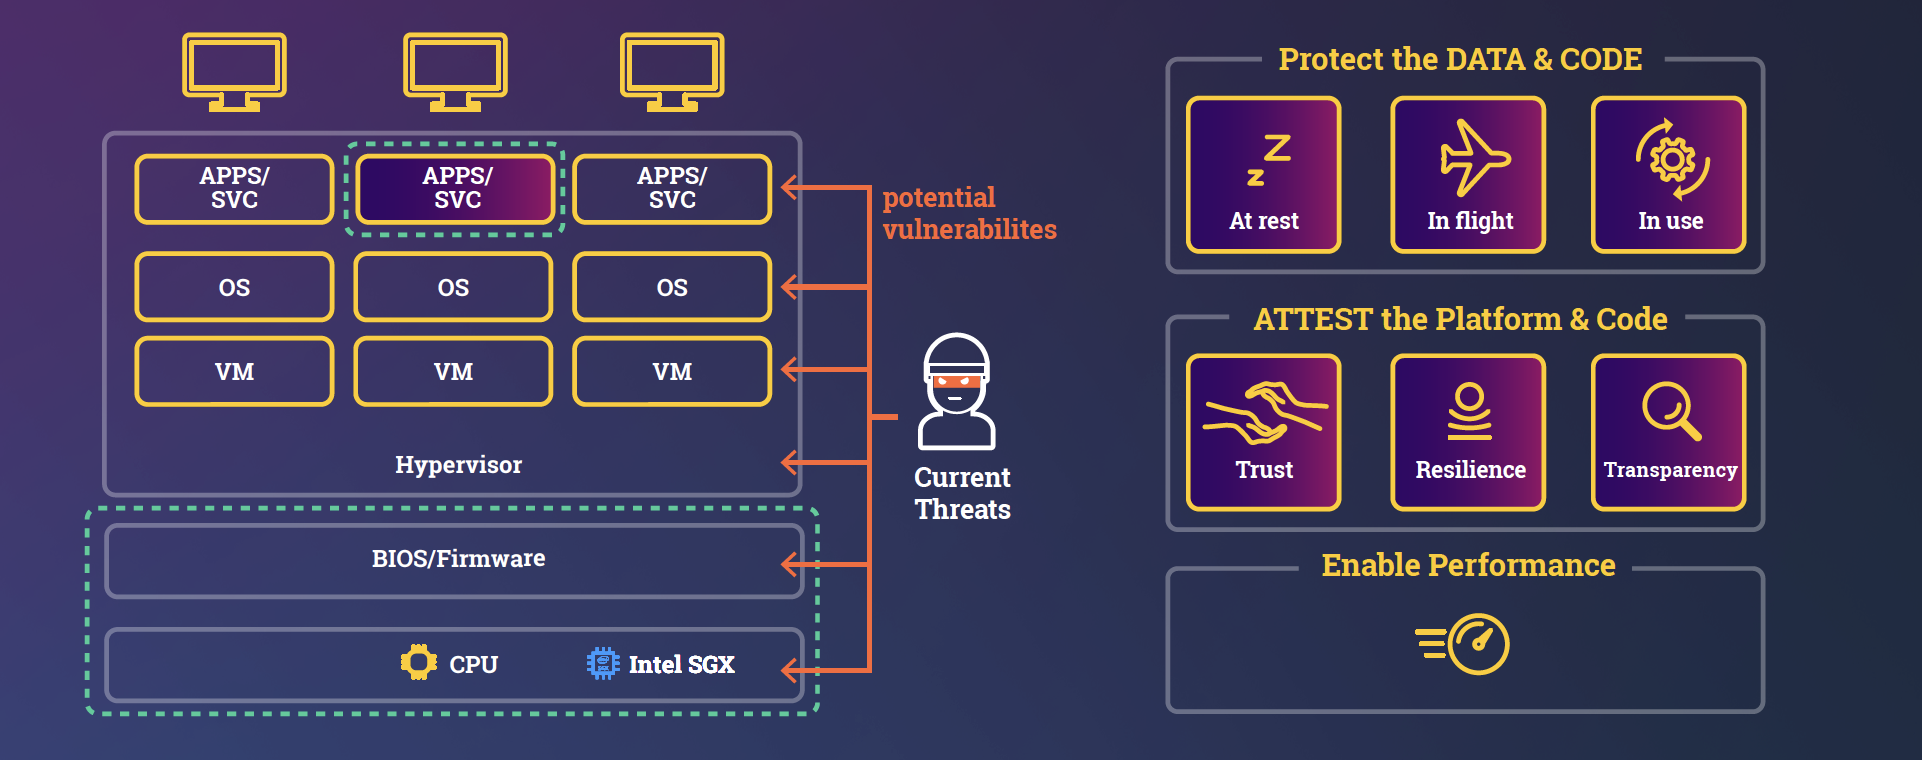 APPS/
SVC
APPS/
SVC
APPS/
SVC
OS
OS
OS
VM
VM
VM
Hypervisor
BIOS/Firmware
CPU
Intel SGX
potential
vulnerabilites
Current
Threats
Protect the DATA & CODE
Z
z
At rest
In flight
In use
ATTEST the Platform & Code
Trust
Resilience
Transparency
Enable Performance